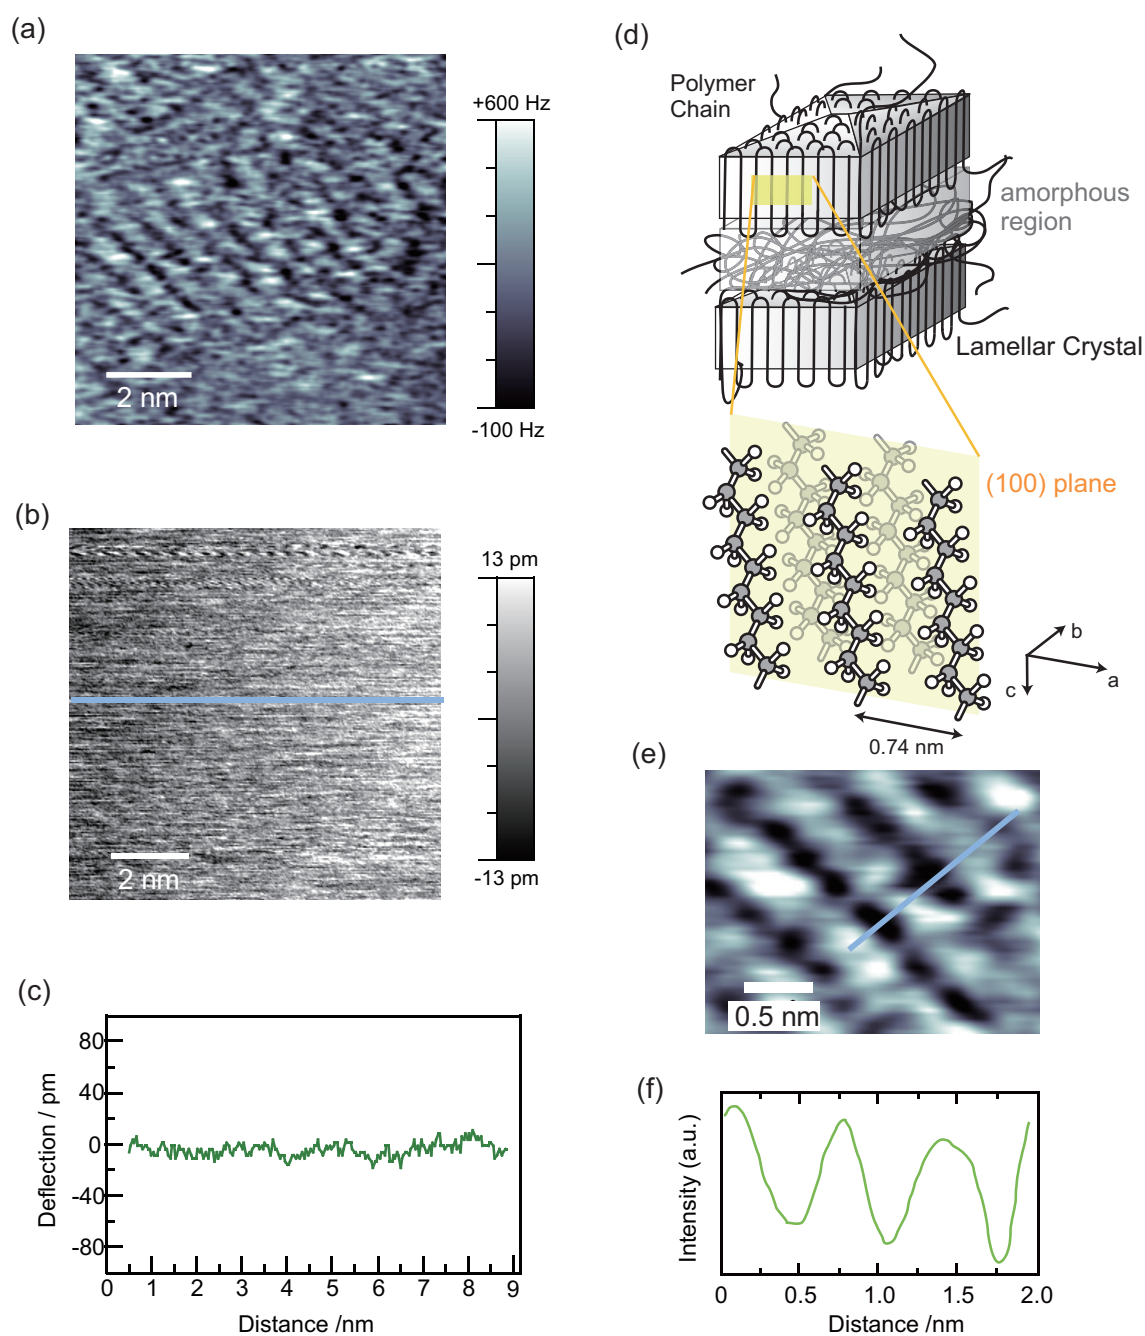 (a)
+600 Hz
-100 Hz
2 nm
(b)
13 pm
-13 pm
2 nm
(c)
Deflection / pm
80
40
0
-40
-80
0 1 2 3 4 5 6 7 8 9
Distance /nm
(d)
Polymer
Chain
amorphous
region
Lamellar Crystal
(100) plane
b
a
c
0.74 nm
(e)
0.5 nm
(f)
Intensity (a.u.)
0 0.5 1.0 1.5 2.0
Distance /nm